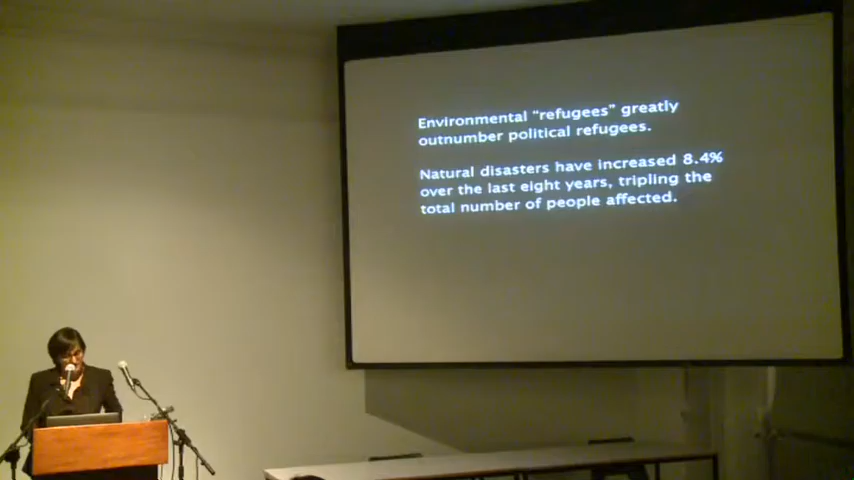 Environmental "refugees" greatly
outnumber political refugees.
Natural disasters have increased 8.4%
over the last eight years, tripling the
total number of people affected.